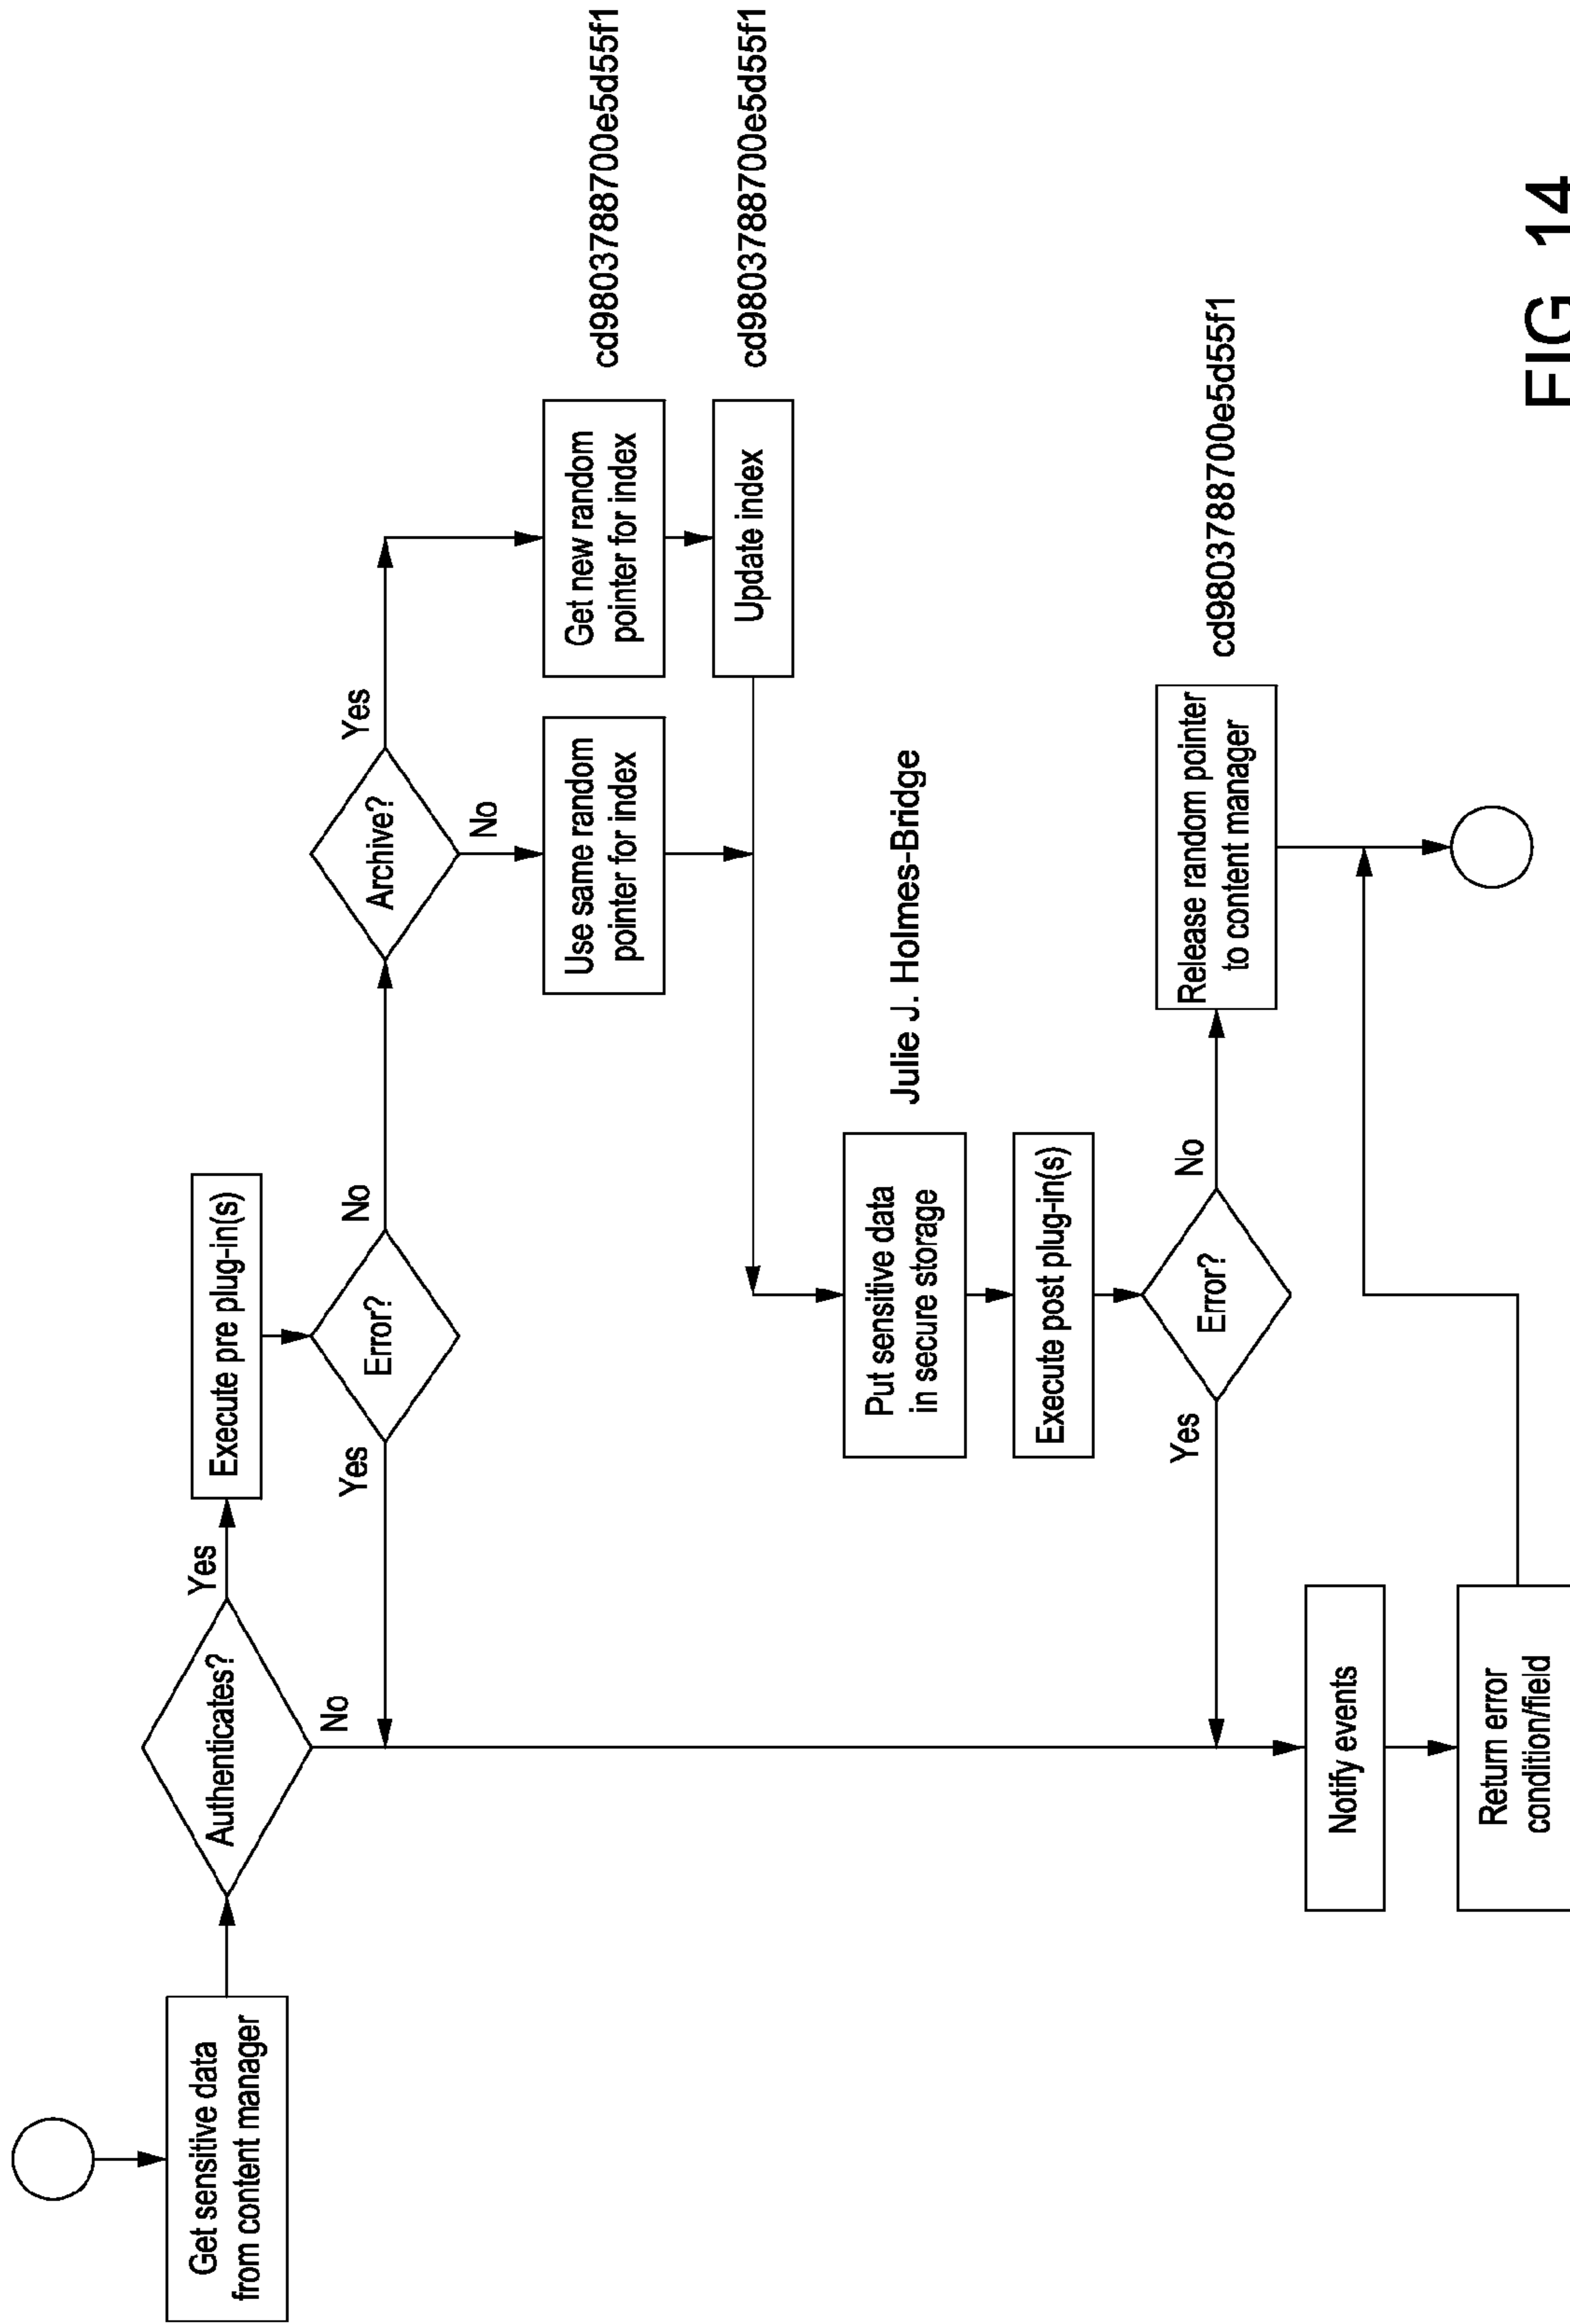 Get sensitive data
from content manager
Authenticates?
Yes
No
Execute pre plug-in(s)
Error?
Yes
No
Archive?
Yes
No
Use same random
pointer for index
Get new random
pointer for index
cd9803788700e5d55f1
Update index
cd9803788700e5d55f1
Put sensitive data
in secure storage
Julie J. Holmes-Bridge
Execute post plug-in(s)
Error?
Yes
No
Release random pointer
to content manager
cd9803788700e5d55f1
Notify events
Return error
condition/field
FIG. 14